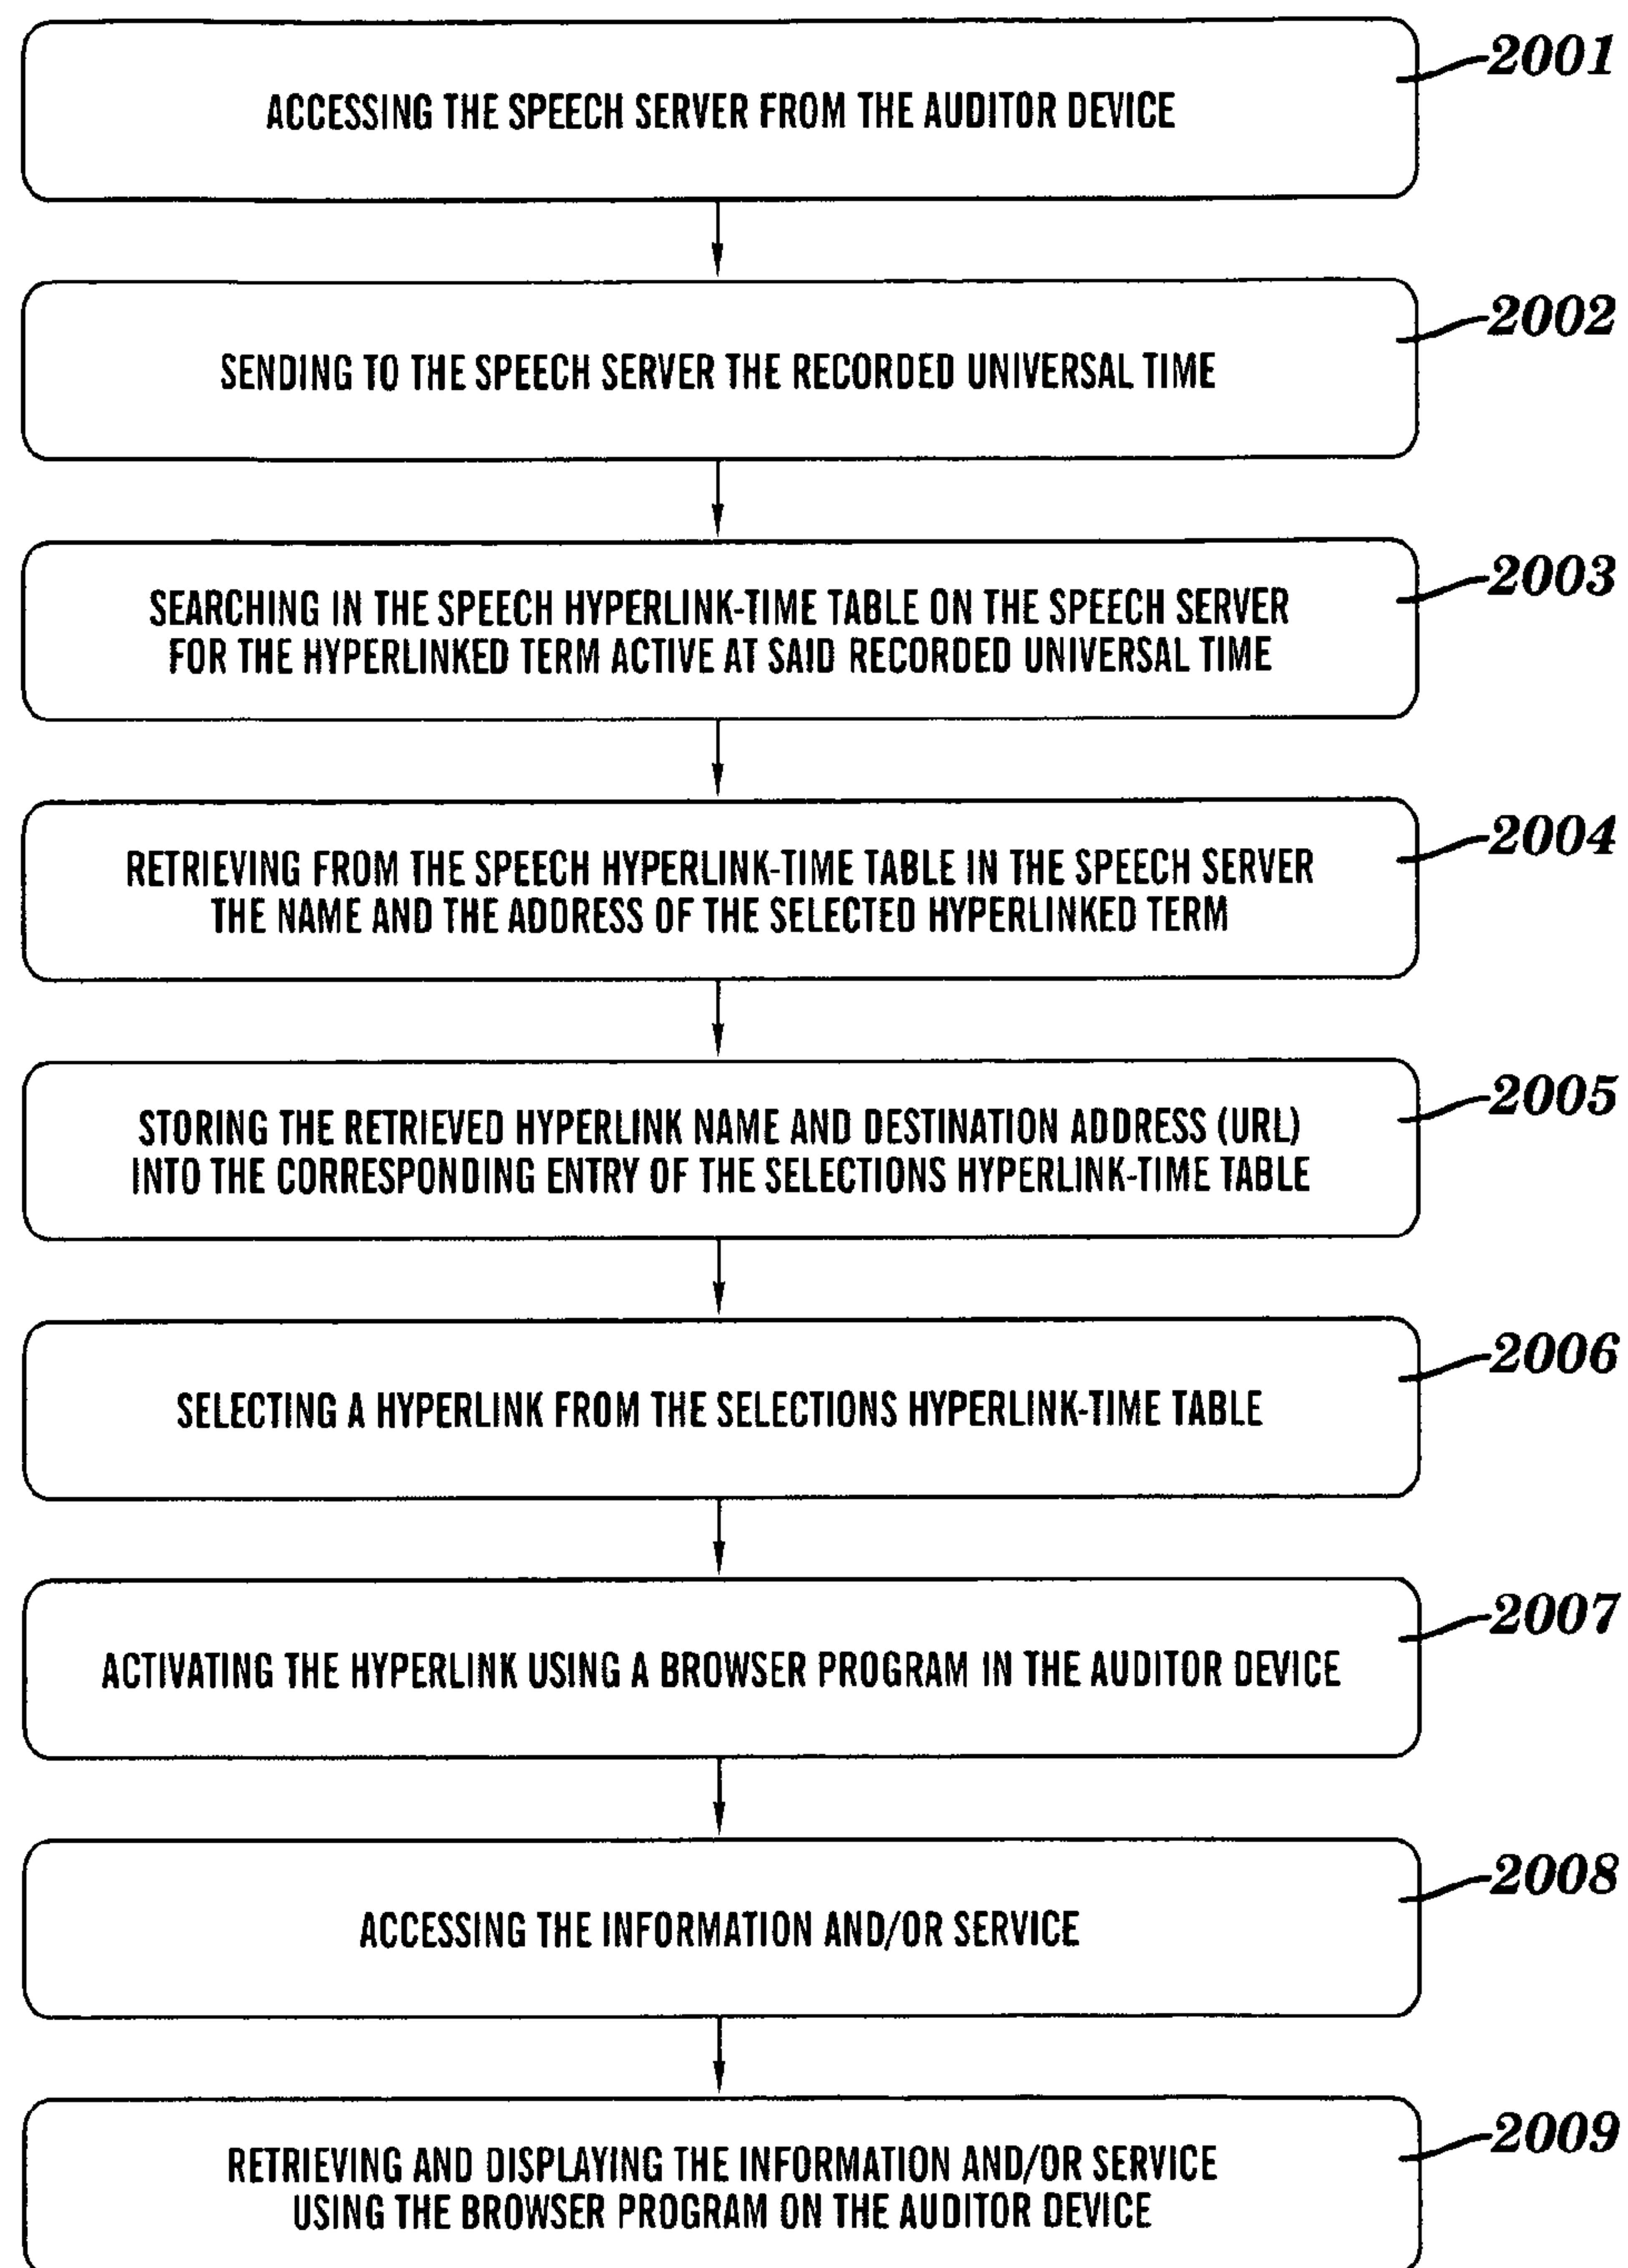 2001
ACCESSING THE SPEECH SERVER FROM THE AUDITOR DEVICE
2002
SENDING TO THE SPEECH SERVER THE RECORDED UNIVERSAL TIME
2003
SEARCHING IN THE SPEECH HYPERLINK-TIME TABLE ON THE SPEECH SERVER
FOR THE HYPERLINKED TERM ACTIVE AT SAID RECORDED UNIVERSAL TIME
2004
RETRIEVING FROM THE SPEECH HYPERLINK-TIME TABLE IN THE SPEECH SERVER
THE NAME AND THE ADDRESS OF THE SELECTED HYPERLINKED TERM
2005
STORING THE RETRIEVED HYPERLINK NAME AND DESTINATION ADDRESS (URL)
INTO THE CORRESPONDING ENTRY OF THE SELECTIONS HYPERLINK-TIME TABLE
2006
SELECTING A HYPERLINK FROM THE SELECTIONS HYPERLINK-TIME TABLE
2007
ACTIVATING THE HYPERLINK USING A BROWSER PROGRAM IN THE AUDITOR DEVICE
2008
ACCESSING THE INFORMATION AND/OR SERVICE
2009
RETRIEVING AND DISPLAYING THE INFORMATION AND/OR SERVICE
USING THE BROWSER PROGRAM ON THE AUDITOR DEVICE